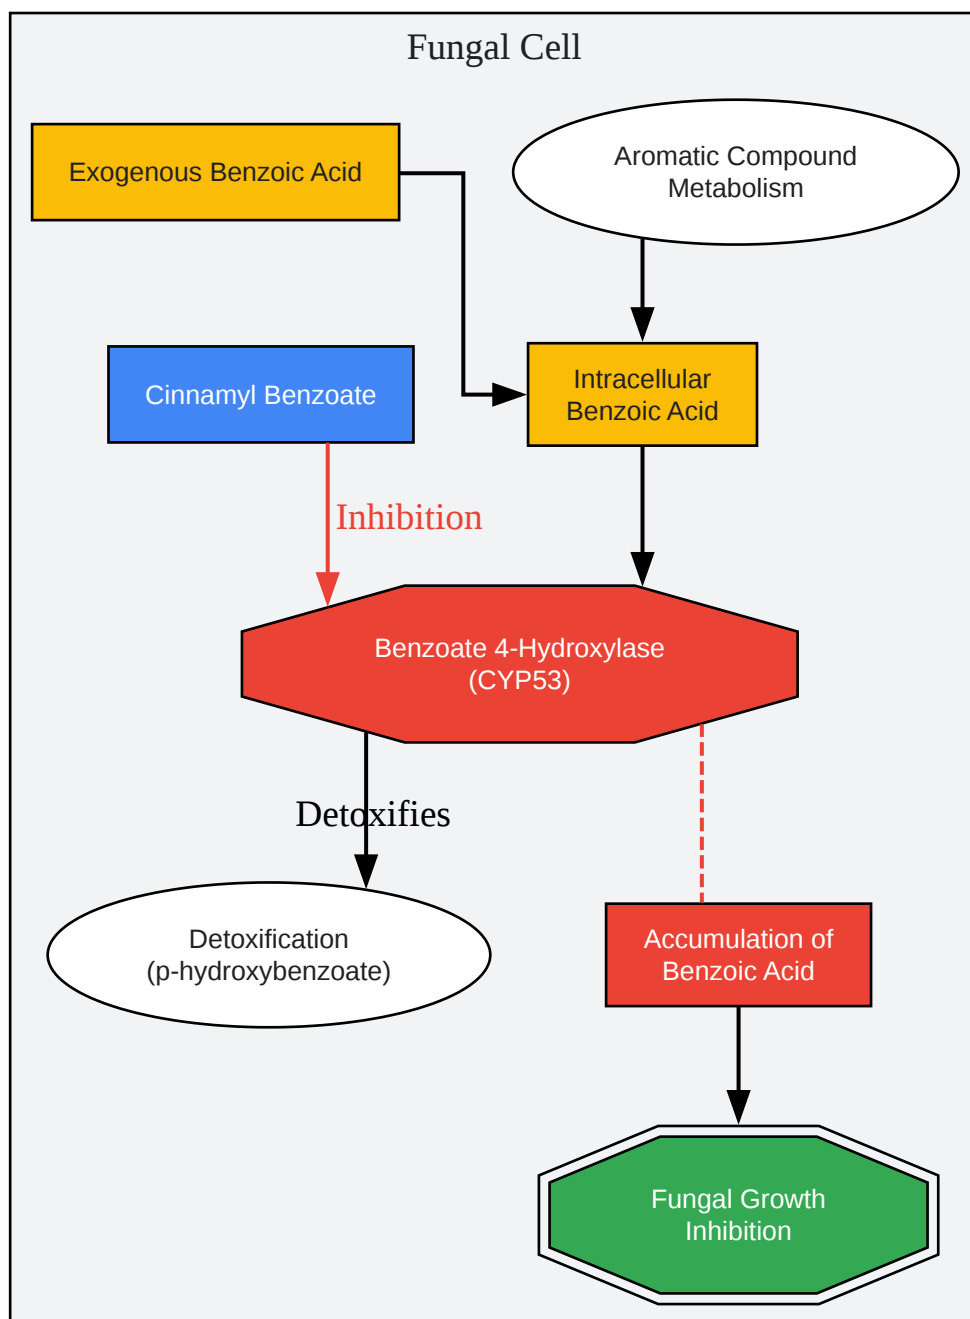 Fungal Cell
Exogenous Benzoic Acid
Aromatic Compound
Metabolism
Cinnamyl Benzoate
Intracellular
Benzoic Acid
Inhibition
Benzoate 4-Hydroxylase
(CYP53)
Detoxifies
Detoxification
(p-hydroxybenzoate)
Accumulation of
Benzoic Acid
Fungal Growth
Inhibition